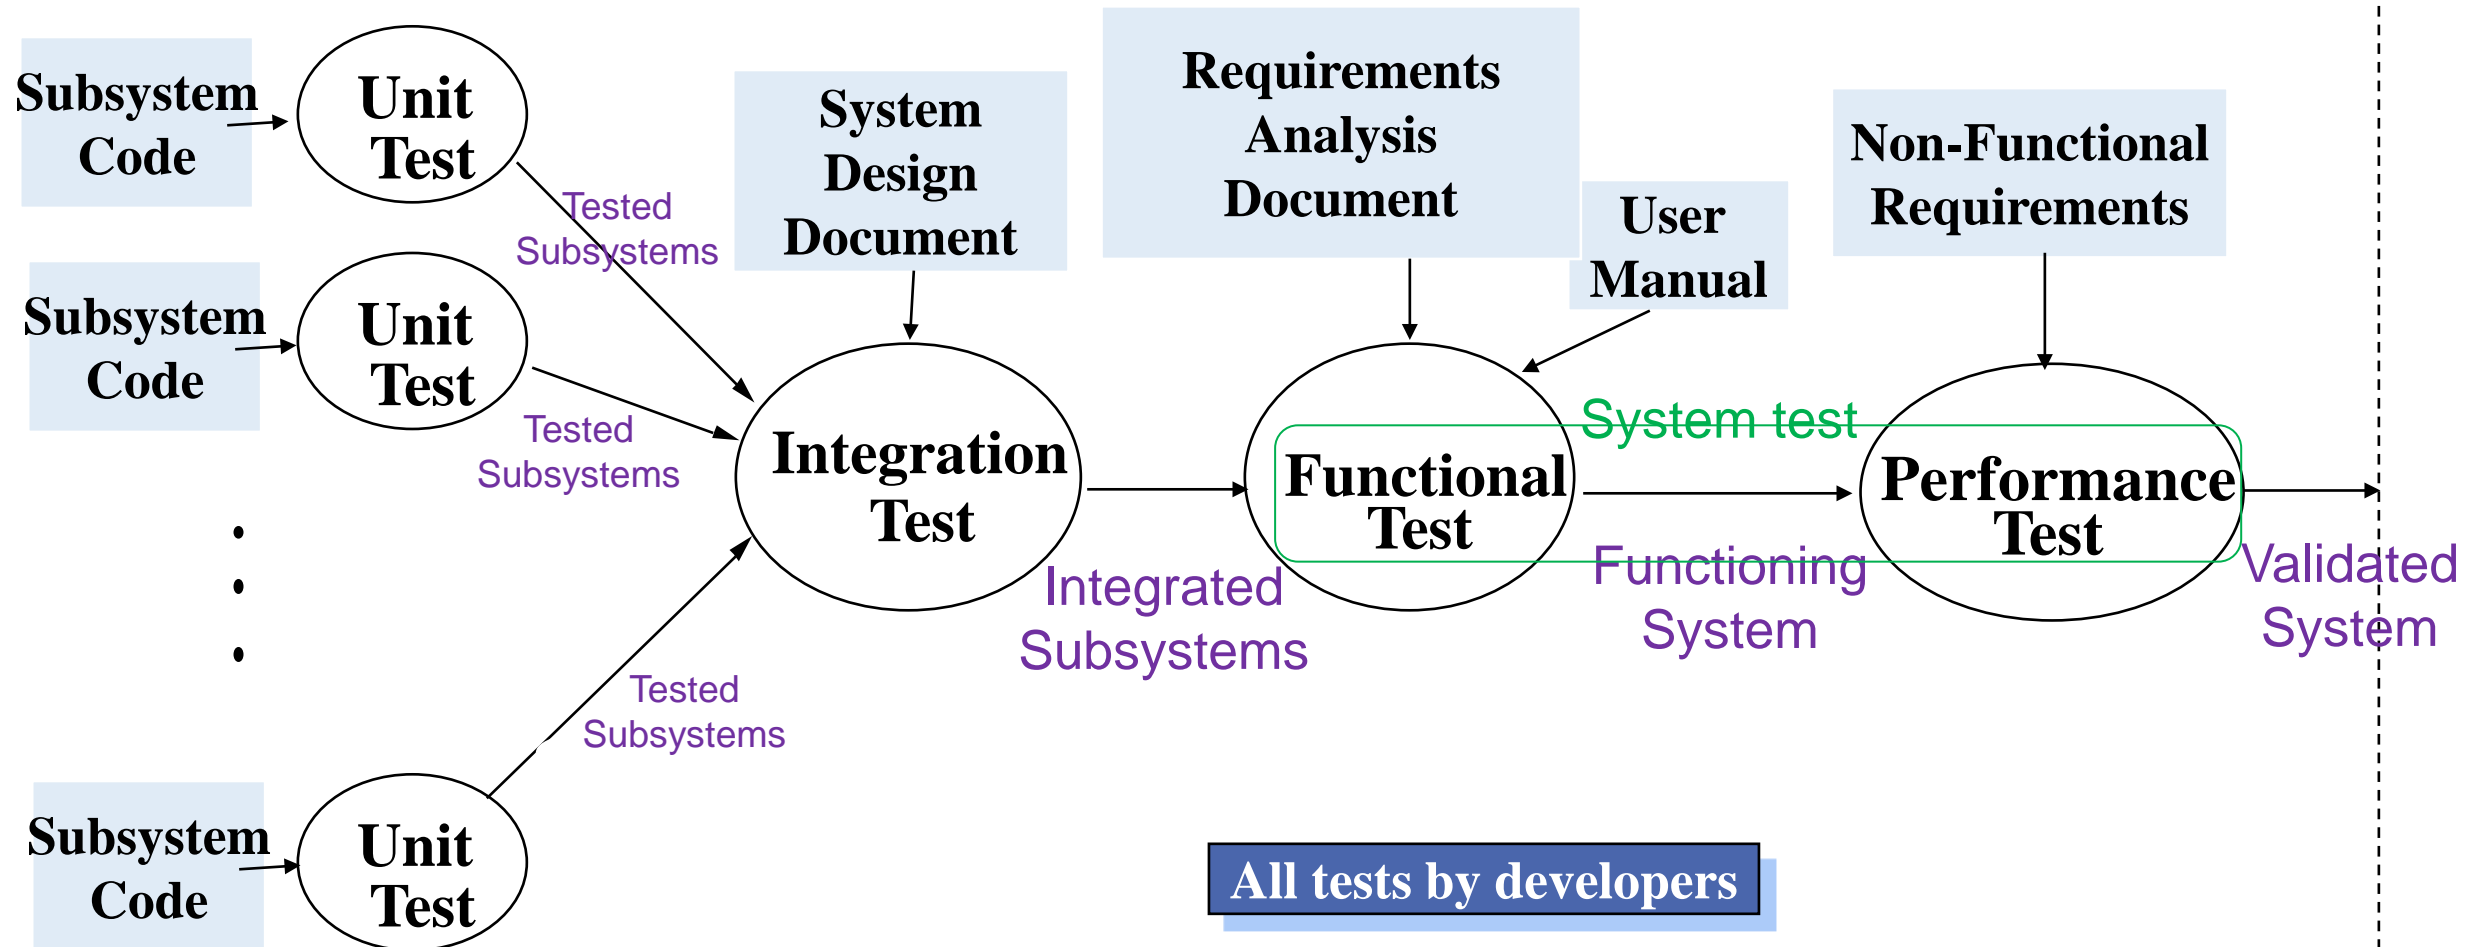 Subsystem
Code
Unit
Test
Tested
Subsystems
System
Design
Document
Requirements
Analysis
Document
User
Manual
Non-Functional
Requirements
Subsystem
Code
Unit
Test
Tested
Subsystems
Integration
Test
System test
Functional
Test
Performance
Test
Integrated
Subsystems
Functioning
System
Validated
System
Tested
Subsystems
Subsystem
Code
Unit
Test
All tests by developers